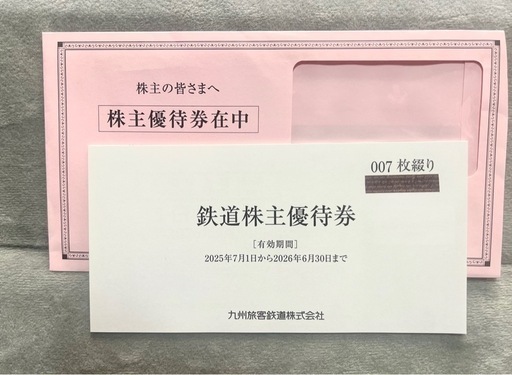 株主の皆さまへ
株主優待券在中
007 枚綴り
鉄道株主優待券
［有効期間］
2025年7月1日から2026年6月30日まで
九州旅客鉄道株式会社